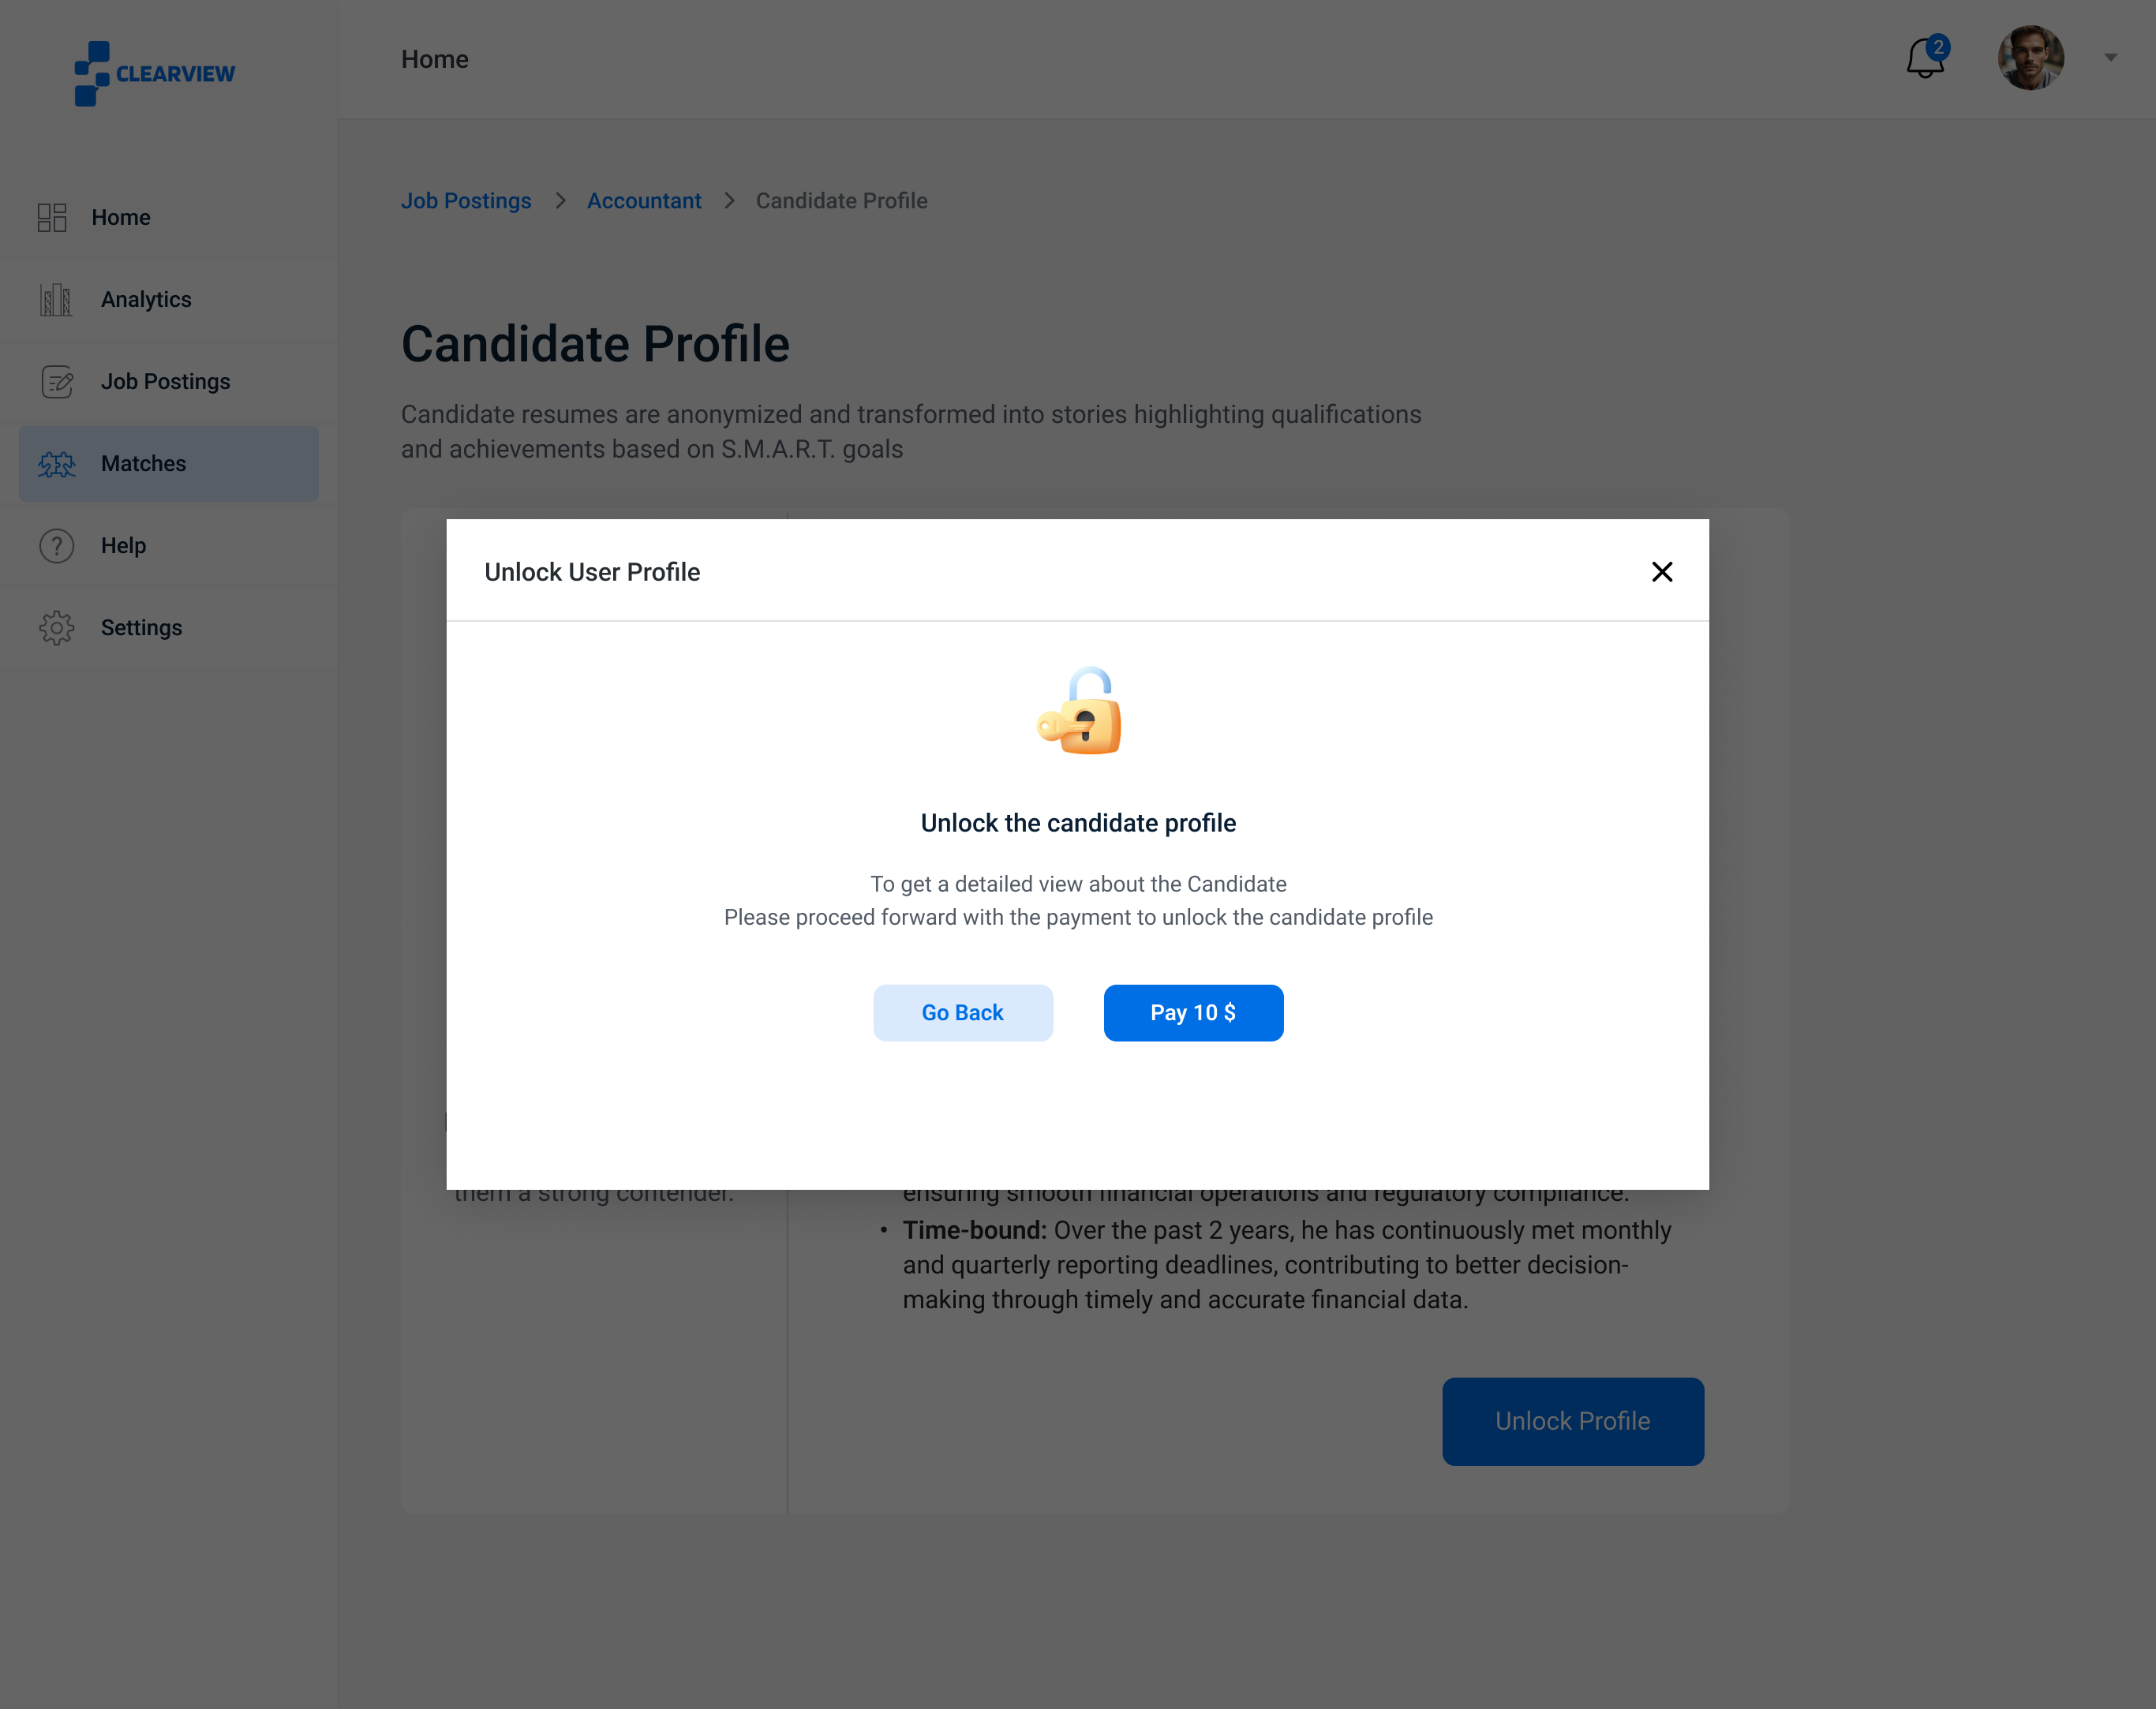 CLEARVIEW
Home
2
Home
Analytics
Job Postings
Matches
Help
Settings
Job Postings > Accountant > Candidate Profile
Candidate Profile
Candidate resumes are anonymized and transformed into stories highlighting qualifications
and achievements based on S.M.A.R.T. goals
Unlock User Profile
Unlock the candidate profile
To get a detailed view about the Candidate
Please proceed forward with the payment to unlock the candidate profile
Go Back
Pay 10 $
them a strong contender.
ensuring smooth financial operations and regulatory compliance.
• Time-bound: Over the past 2 years, he has continuously met monthly
and quarterly reporting deadlines, contributing to better decision-
making through timely and accurate financial data.
Unlock Profile